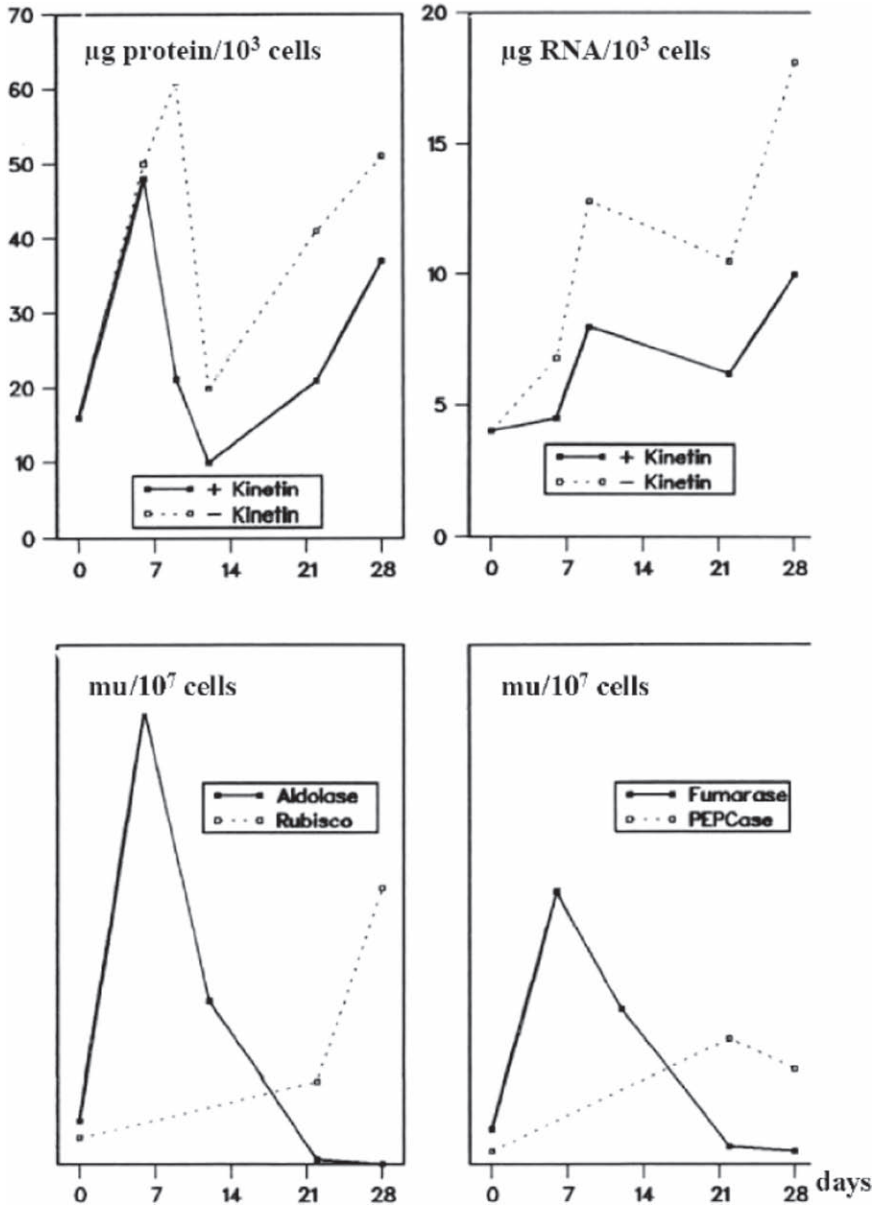 µg protein/10³ cells
70
60
50
40
30
20
10
0
+ Kinetin
− Kinetin
0 7 14 21 28
µg RNA/10³ cells
20
15
10
5
0
+ Kinetin
− Kinetin
0 7 14 21 28
mu/10⁷ cells
Aldolase
Rubisco
0 7 14 21 28
mu/10⁷ cells
Fumarase
PEPCase
0 7 14 21 28 days